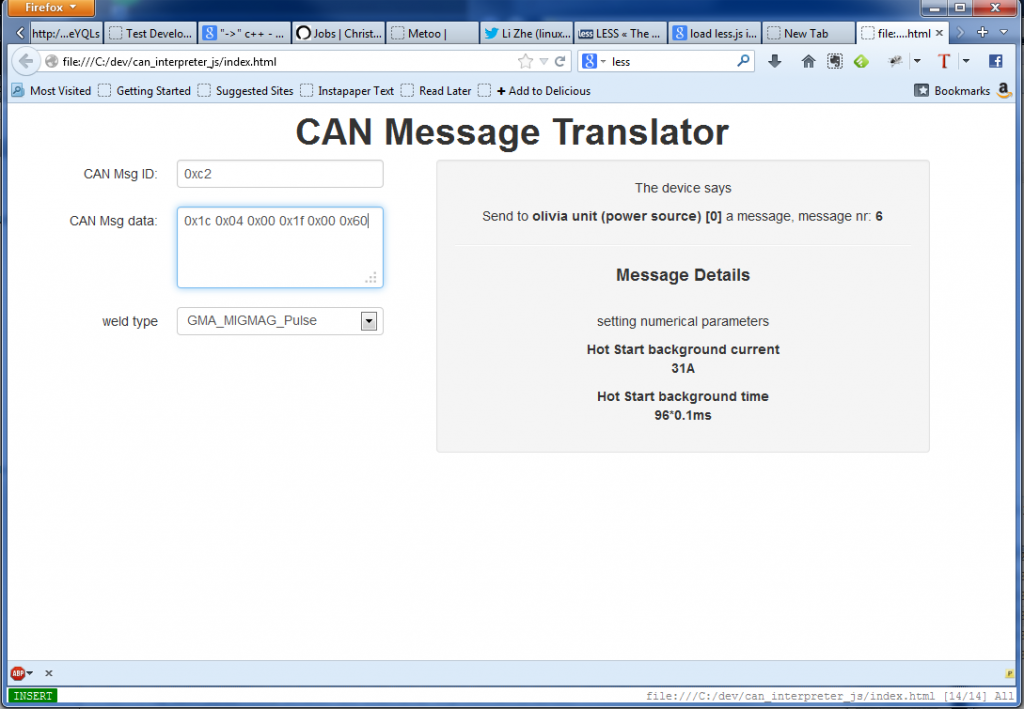 Firefox
http:/...eYQLs
Test Develo...
"->" c++ - ...
Jobs | Christ...
Metoo |
Li Zhe (linux...
LESS « The ...
load less.js i...
New Tab
file:....html
file:///C:/dev/can_interpreter_js/index.html
less
Most Visited
Getting Started
Suggested Sites
Instapaper Text
Read Later
+ Add to Delicious
Bookmarks
CAN Message Translator
CAN Msg ID:
0xc2
CAN Msg data:
0x1c 0x04 0x00 0x1f 0x00 0x60
weld type
GMA_MIGMAG_Pulse
The device says
Send to olivia unit (power source) [0] a message, message nr: 6
Message Details
setting numerical parameters
Hot Start background current
31A
Hot Start background time
96*0.1ms
ABP
INSERT
file:///C:/dev/can_interpreter_js/index.html [14/14] All